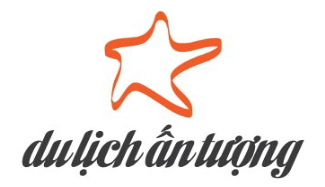 du lịch ấn tượng